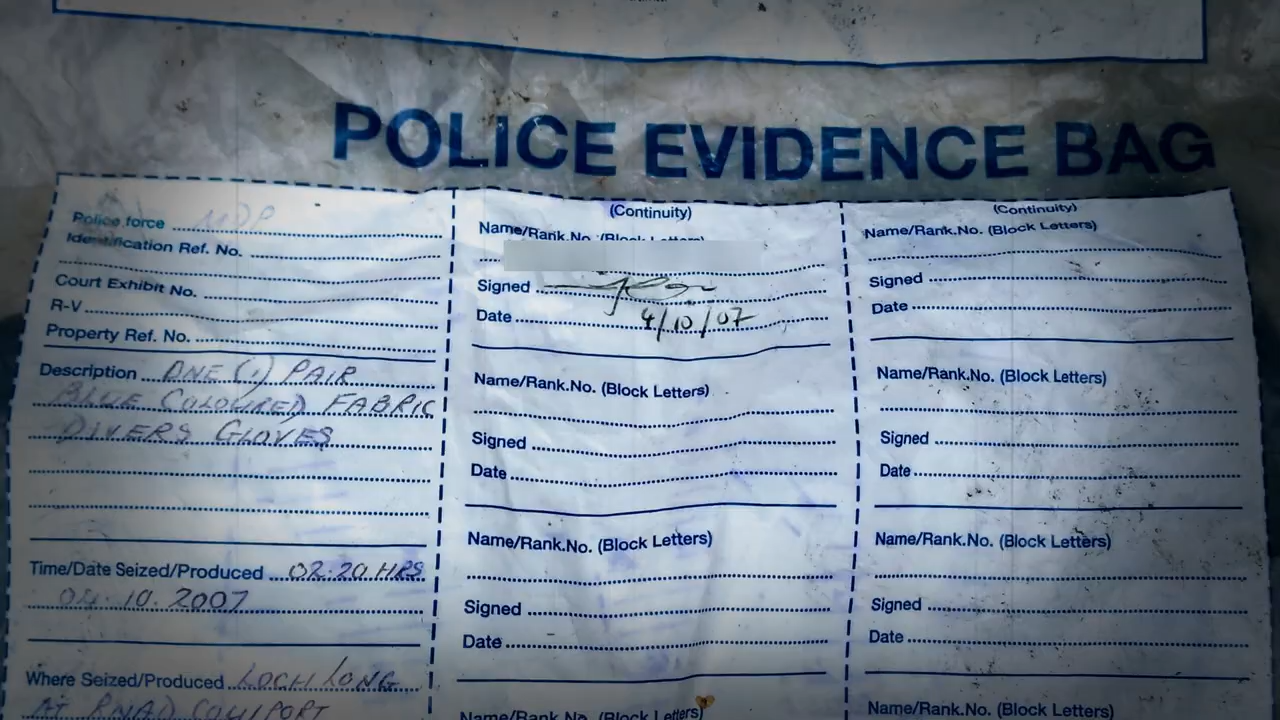 POLICE EVIDENCE BAG
Police force MDP
Identification Ref. No.
Court Exhibit No.
R-V
Property Ref. No.
Description ONE (1) PAIR
BLUE COLOURED FABRIC
DIVERS GLOVES
Time/Date Seized/Produced 02.20 HRS
04.10.2007
Where Seized/Produced LOCH LONG
AT RNAD COULPORT
(Continuity)
Name/Rank.No. (Block Letters)
Signed
Date 4/10/07
Name/Rank.No. (Block Letters)
Signed
Date
Name/Rank.No. (Block Letters)
Signed
Date
Name/Rank.No. (Block Letters)
(Continuity)
Name/Rank.No. (Block Letters)
Signed
Date
Name/Rank.No. (Block Letters)
Signed
Date
Name/Rank.No. (Block Letters)
Signed
Date
Name/Rank.No. (Block Letters)